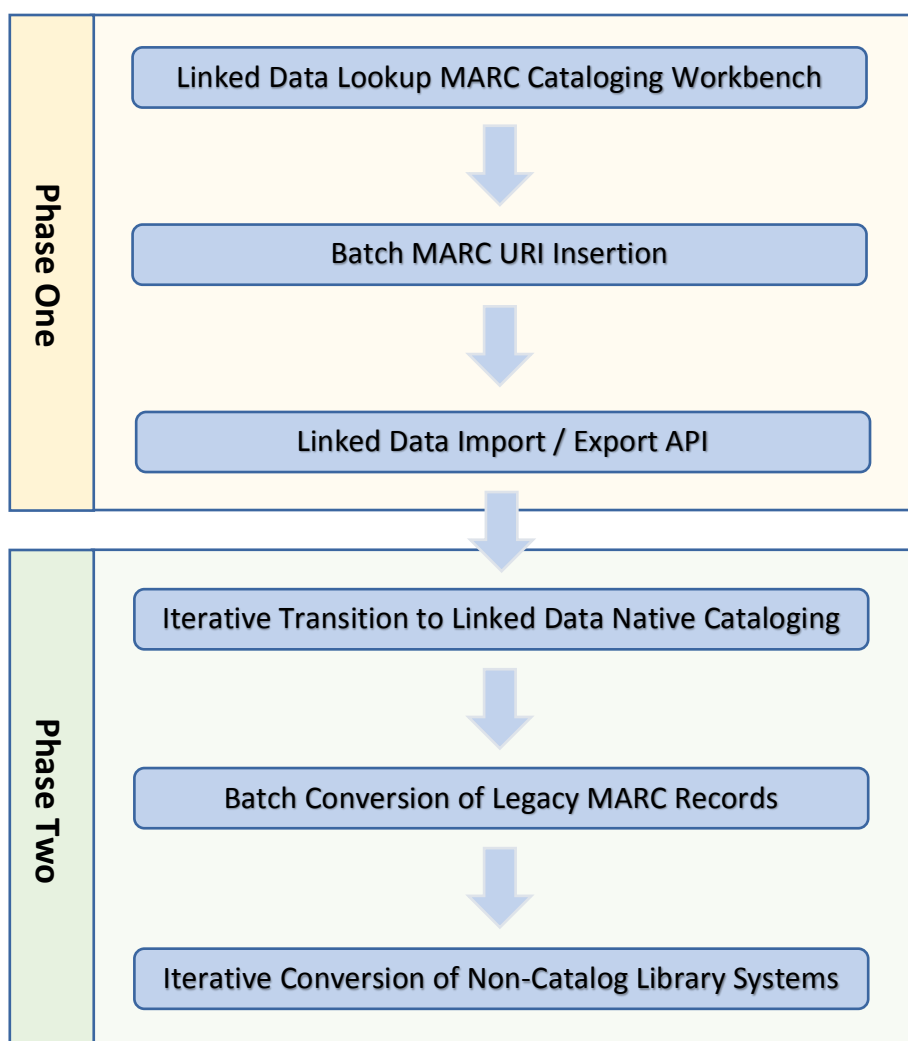 Phase One
Linked Data Lookup MARC Cataloging Workbench
Batch MARC URI Insertion
Linked Data Import / Export API
Phase Two
Iterative Transition to Linked Data Native Cataloging
Batch Conversion of Legacy MARC Records
Iterative Conversion of Non-Catalog Library Systems